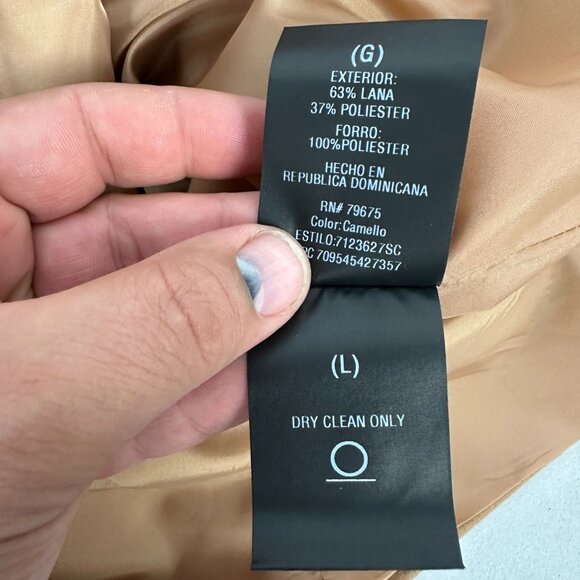 (G)
EXTERIOR:
63% LANA
37% POLIESTER
FORRO:
100%POLIESTER
HECHO EN
REPUBLICA DOMINICANA
RN# 79675
Color:Camello
ESTILO:7123627SC
709545427357
(L)
DRY CLEAN ONLY